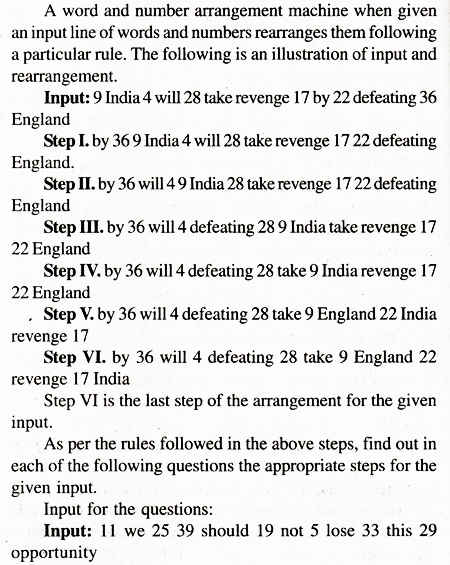 A word and number arrangement machine when given
an input line of words and numbers rearranges them following
a particular rule. The following is an illustration of input and
rearrangement.
Input: 9 India 4 will 28 take revenge 17 by 22 defeating 36
England
Step I. by 36 9 India 4 will 28 take revenge 17 22 defeating
England.
Step II. by 36 will 4 9 India 28 take revenge 17 22 defeating
England
Step III. by 36 will 4 defeating 28 9 India take revenge 17
22 England
Step IV. by 36 will 4 defeating 28 take 9 India revenge 17
22 England
Step V. by 36 will 4 defeating 28 take 9 England 22 India
revenge 17
Step VI. by 36 will 4 defeating 28 take 9 England 22
revenge 17 India
Step VI is the last step of the arrangement for the given
input.
As per the rules followed in the above steps, find out in
each of the following questions the appropriate steps for the
given input.
Input for the questions:
Input: 11 we 25 39 should 19 not 5 lose 33 this 29
opportunity